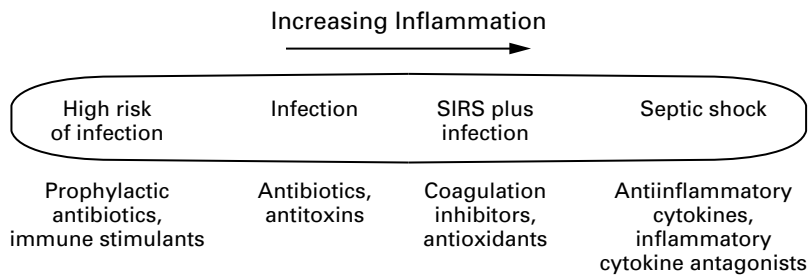 Increasing Inflammation
High risk
of infection
Infection
SIRS plus
infection
Septic shock
Prophylactic
antibiotics,
immune stimulants
Antibiotics,
antitoxins
Coagulation
inhibitors,
antioxidants
Antiinflammatory
cytokines,
inflammatory
cytokine antagonists